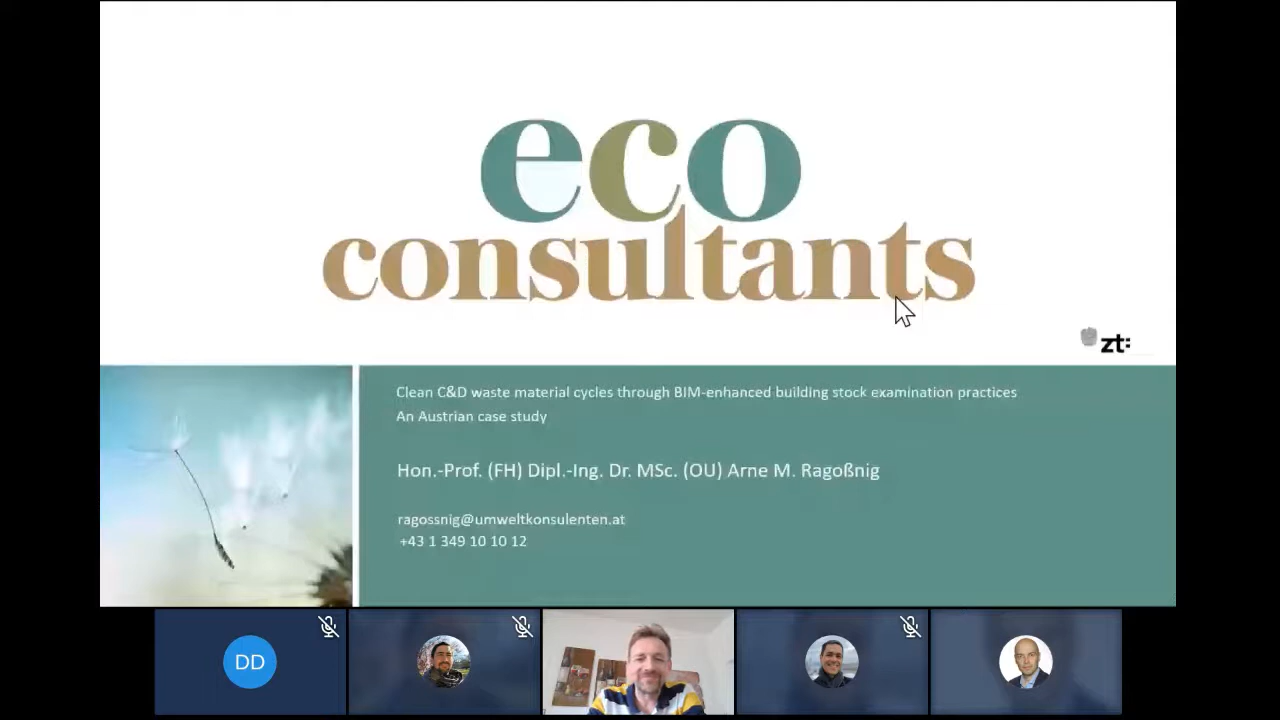 eco
consultants
zt:
Clean C&D waste material cycles through BIM-enhanced building stock examination practices
An Austrian case study
Hon.-Prof. (FH) Dipl.-Ing. Dr. MSc. (OU) Arne M. Ragoßnig
ragossnig@umweltkonsulenten.at
+43 1 349 10 10 12
DD